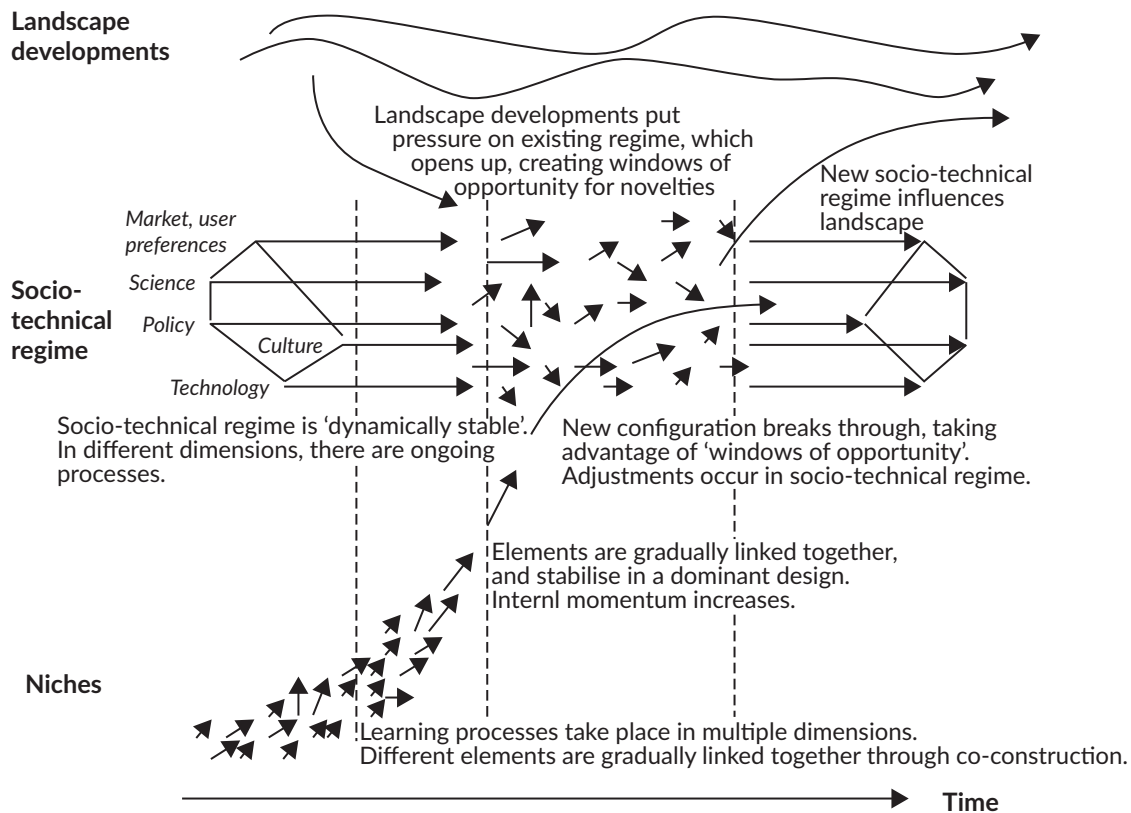 Landscape
developments
Landscape developments put
pressure on existing regime, which
opens up, creating windows of
opportunity for novelties
New socio-technical
regime influences
landscape
Market, user
preferences
Science
Socio-
technical
regime
Policy
Culture
Technology
Socio-technical regime is ‘dynamically stable’.
In different dimensions, there are ongoing
processes.
New configuration breaks through, taking
advantage of ‘windows of opportunity’.
Adjustments occur in socio-technical regime.
Elements are gradually linked together,
and stabilise in a dominant design.
Internl momentum increases.
Niches
Learning processes take place in multiple dimensions.
Different elements are gradually linked together through co-construction.
Time